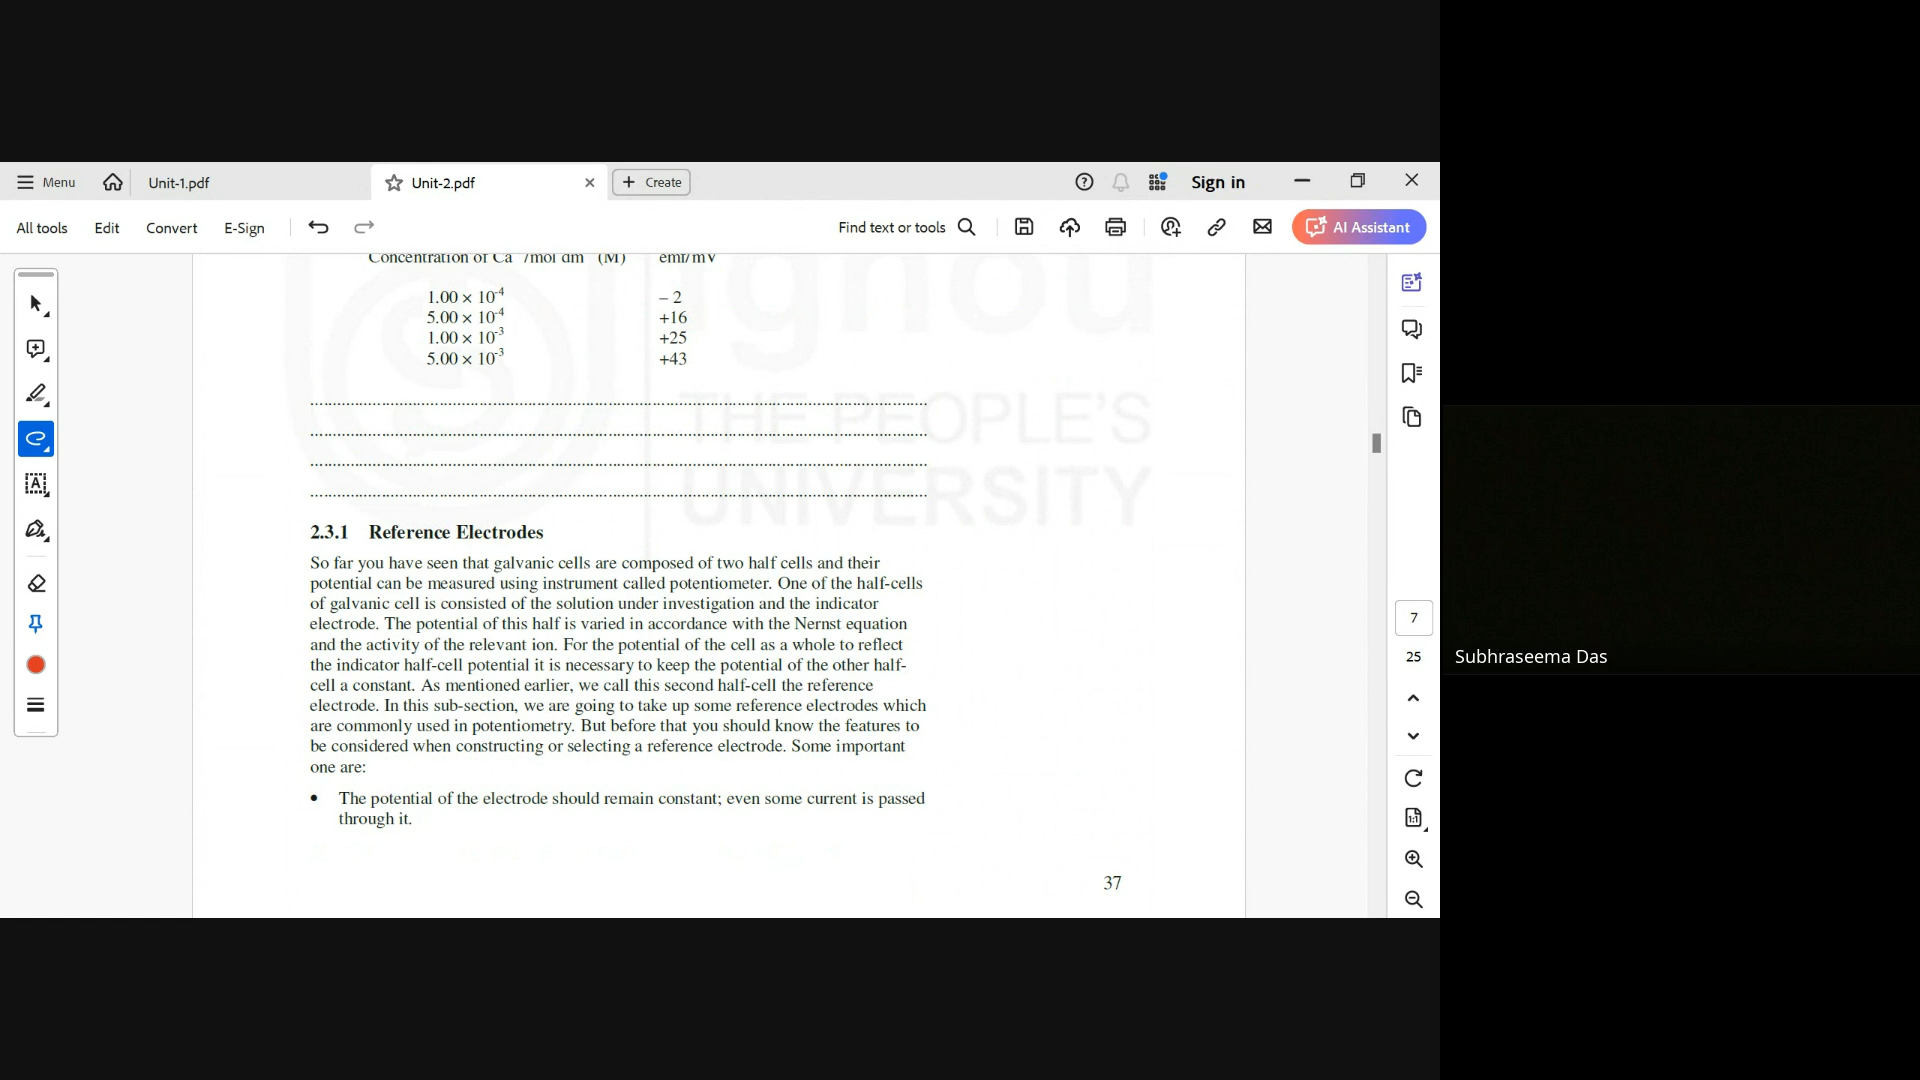 Menu
Unit-1.pdf
Unit-2.pdf
Create
Sign in
All tools
Edit
Convert
E-Sign
Find text or tools
AI Assistant
Concentration of Ca /mol dm (M) emf/mV
1.00 × 10⁻⁴ – 2
5.00 × 10⁻⁴ +16
1.00 × 10⁻³ +25
5.00 × 10⁻³ +43
ignou
THE PEOPLE'S
UNIVERSITY
2.3.1 Reference Electrodes
So far you have seen that galvanic cells are composed of two half cells and their
potential can be measured using instrument called potentiometer. One of the half-cells
of galvanic cell is consisted of the solution under investigation and the indicator
electrode. The potential of this half is varied in accordance with the Nernst equation
and the activity of the relevant ion. For the potential of the cell as a whole to reflect
the indicator half-cell potential it is necessary to keep the potential of the other half-
cell a constant. As mentioned earlier, we call this second half-cell the reference
electrode. In this sub-section, we are going to take up some reference electrodes which
are commonly used in potentiometry. But before that you should know the features to
be considered when constructing or selecting a reference electrode. Some important
one are:
• The potential of the electrode should remain constant; even some current is passed
through it.
37
7
25
Subhraseema Das